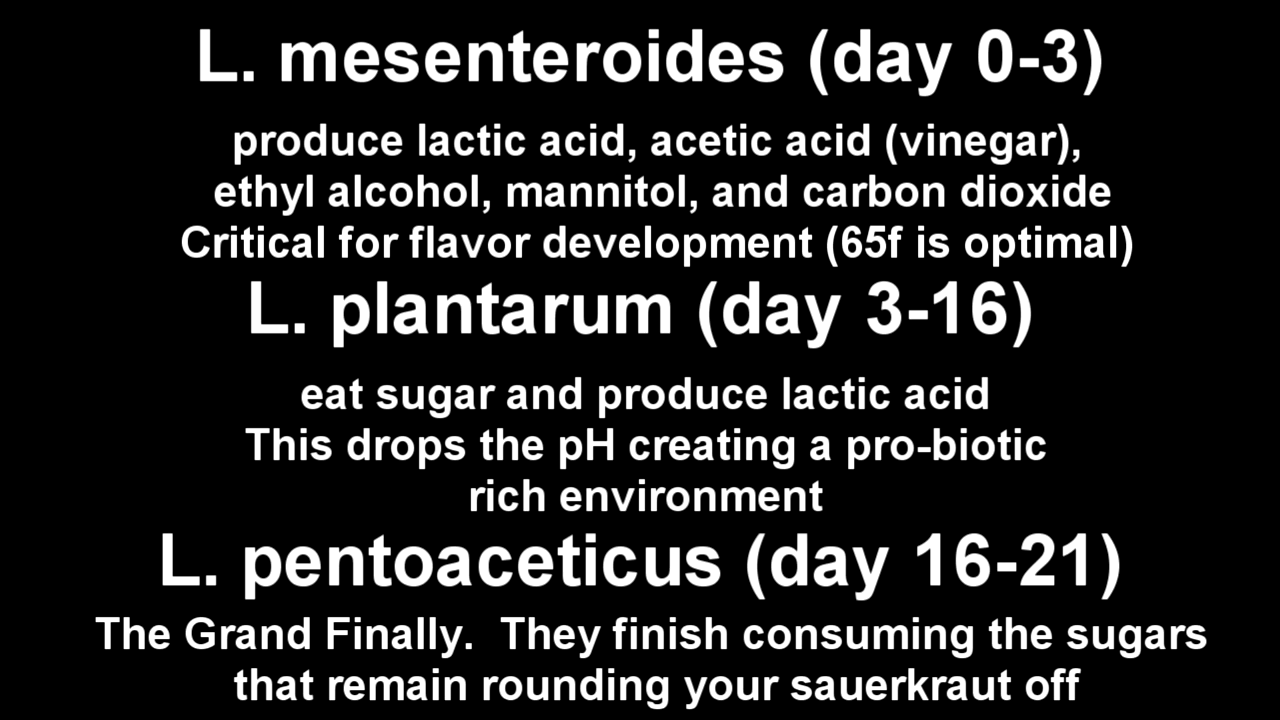 L. mesenteroides (day 0-3)
produce lactic acid, acetic acid (vinegar),
ethyl alcohol, mannitol, and carbon dioxide
Critical for flavor development (65f is optimal)
L. plantarum (day 3-16)
eat sugar and produce lactic acid
This drops the pH creating a pro-biotic
rich environment
L. pentoaceticus (day 16-21)
The Grand Finally.  They finish consuming the sugars
that remain rounding your sauerkraut off